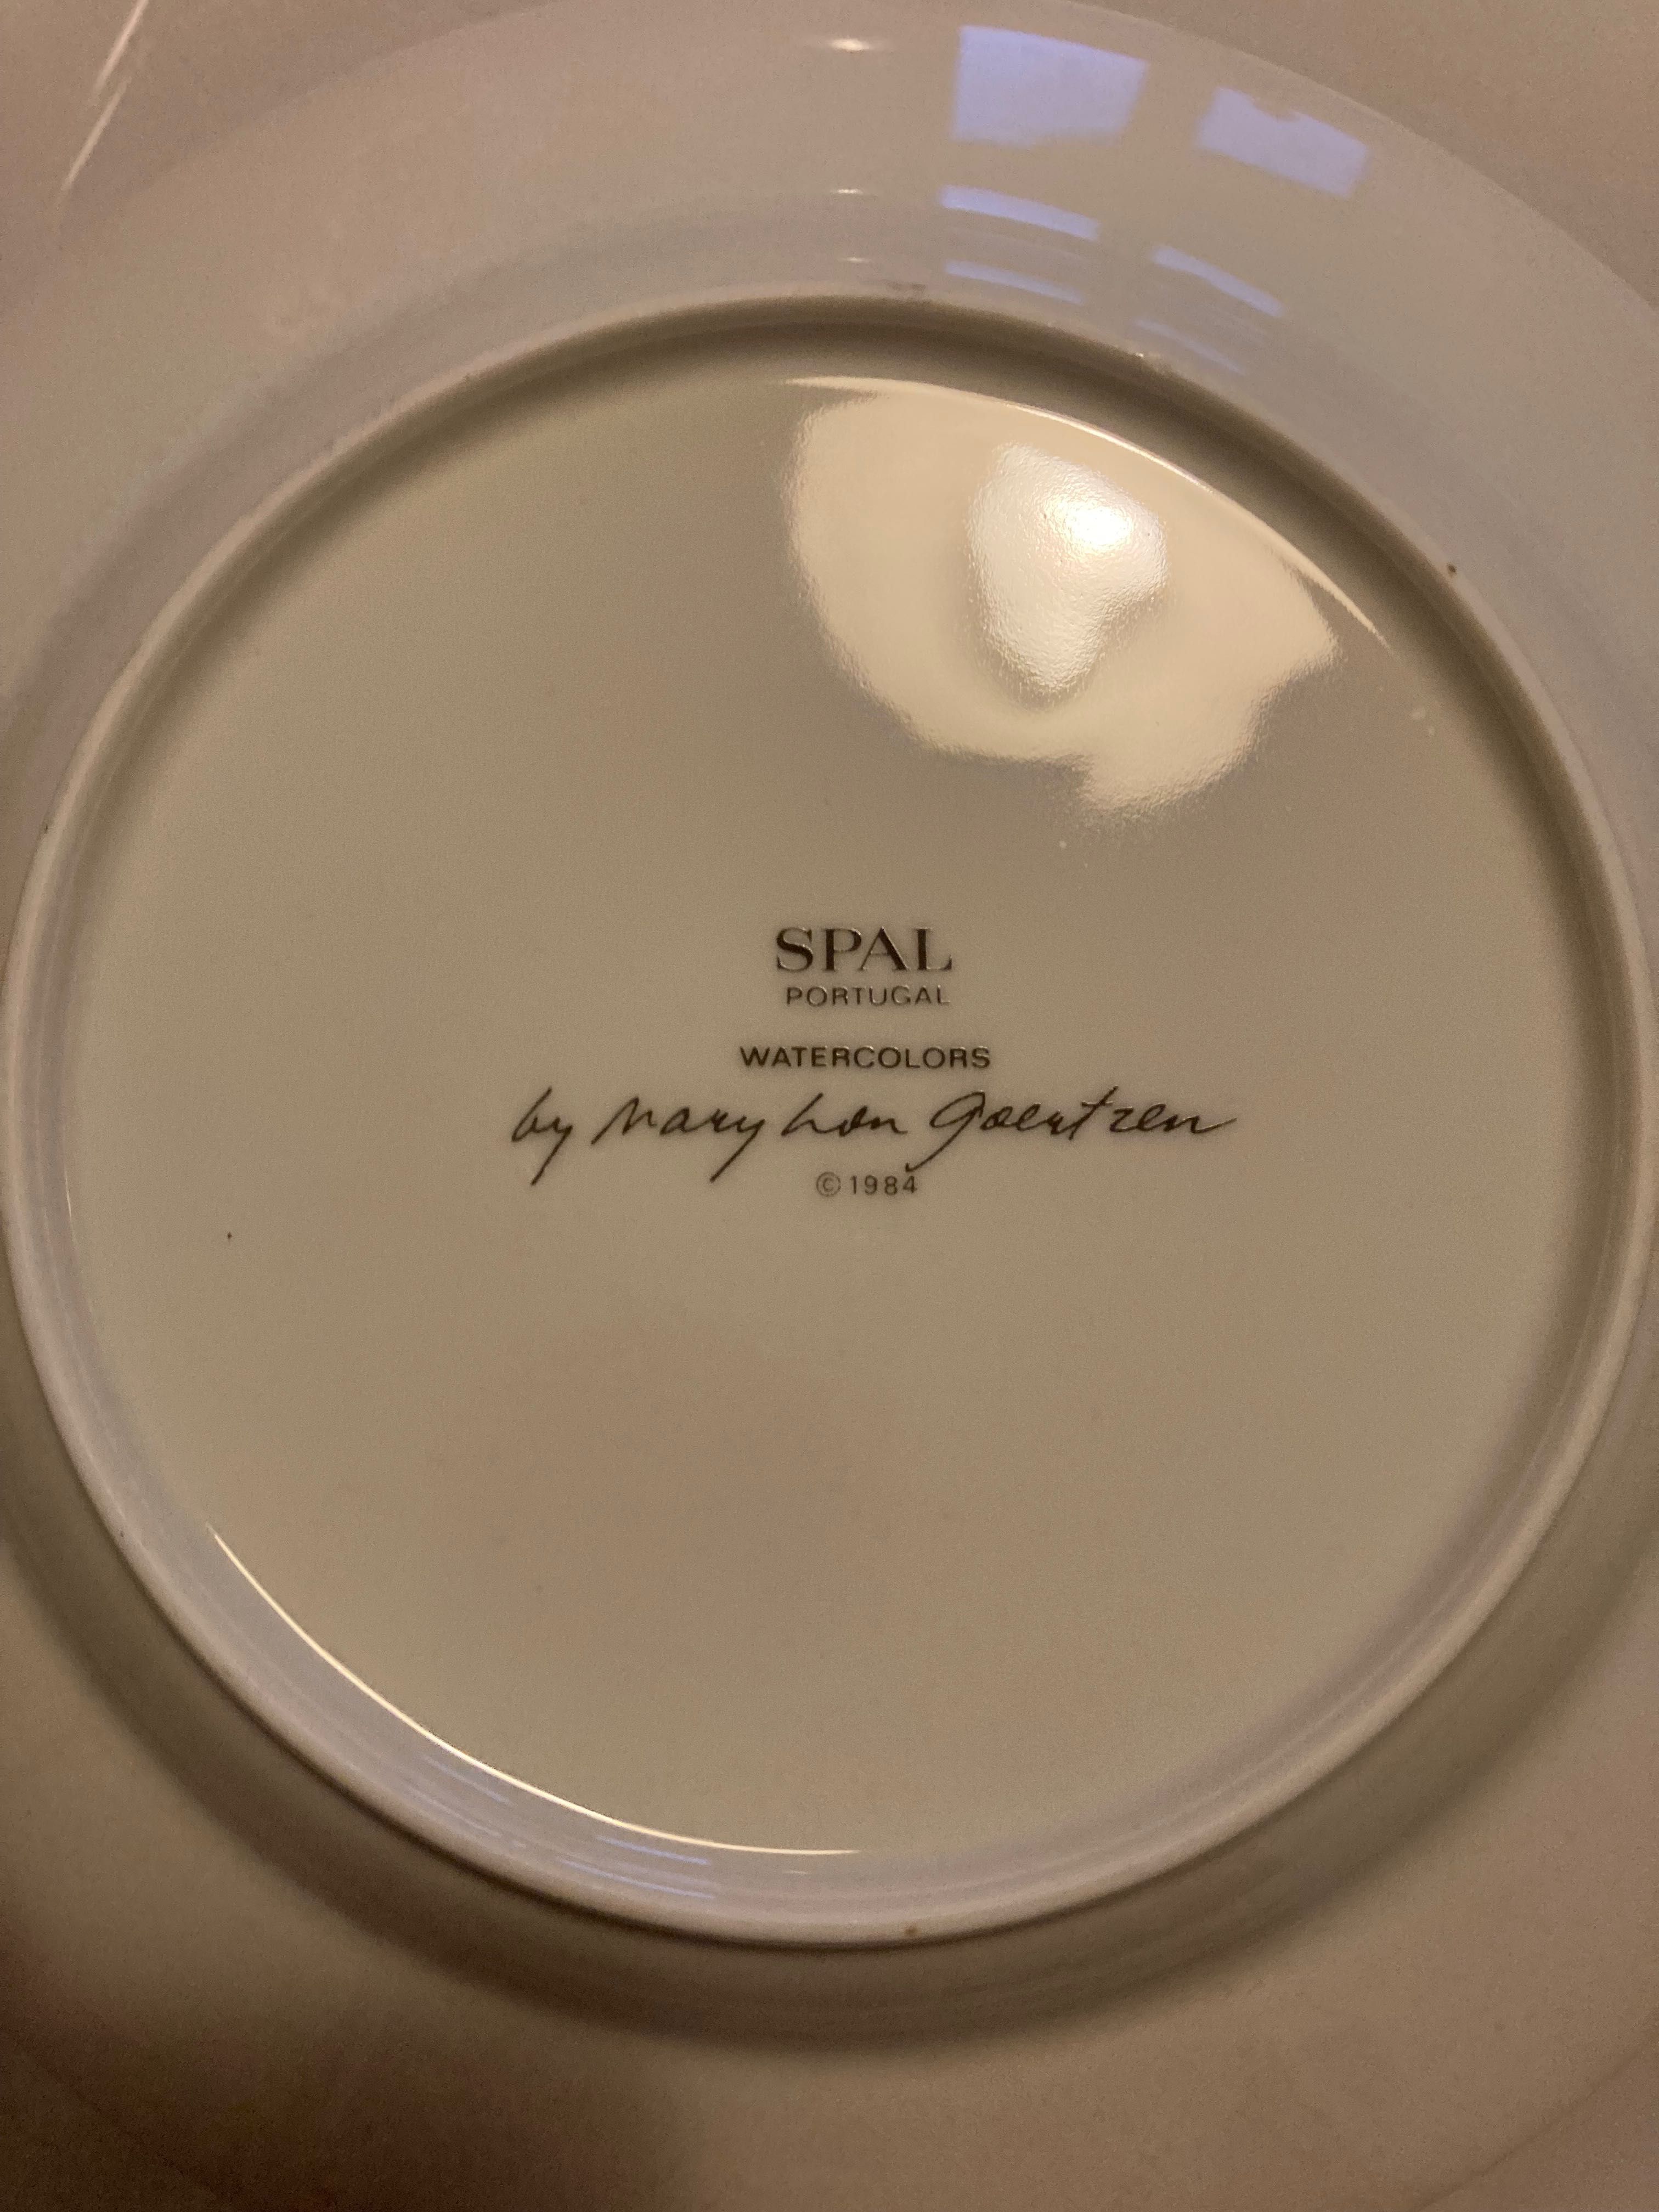 SPAL
PORTUGAL
WATERCOLORS
by Mary Lou Goertzen
©1984